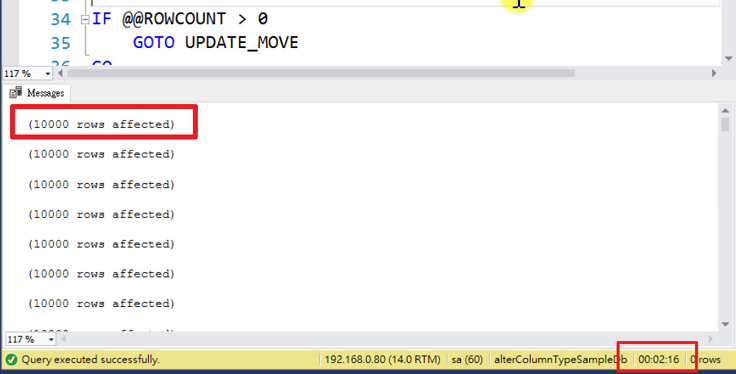 34 IF @@ROWCOUNT > 0
35 GOTO UPDATE_MOVE
117 %
Messages
(10000 rows affected)
(10000 rows affected)
(10000 rows affected)
(10000 rows affected)
(10000 rows affected)
(10000 rows affected)
(10000 rows affected)
117 %
Query executed successfully. 192.168.0.80 (14.0 RTM) sa (60) alterColumnTypeSampleDb 00:02:16 0 rows